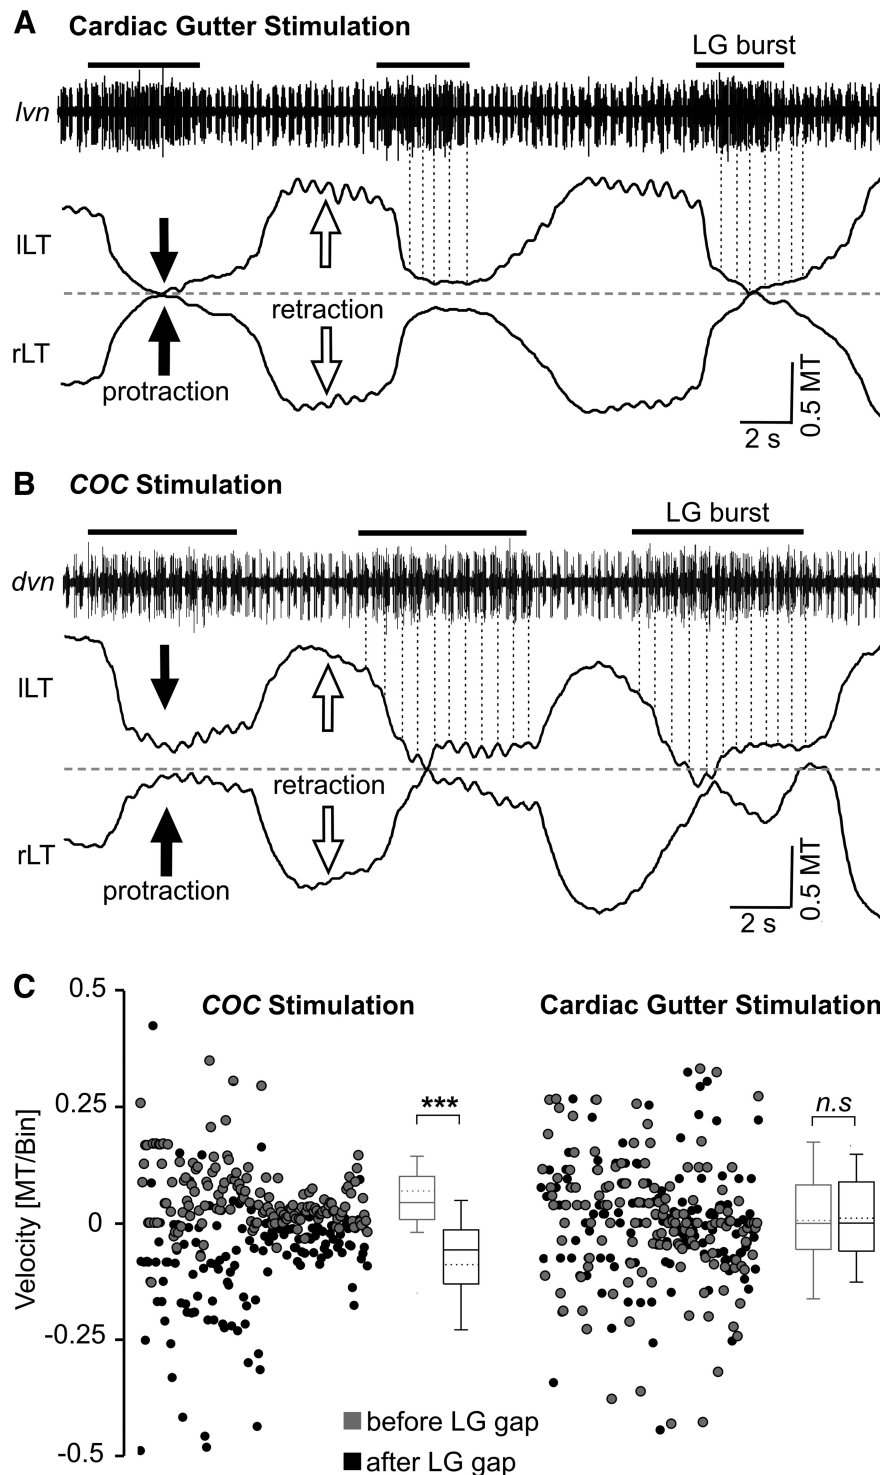 A Cardiac Gutter Stimulation
LG burst
lvn
lLT
retraction
rLT
protraction
0.5 MT
2 s
B COC Stimulation
LG burst
dvn
lLT
retraction
rLT
protraction
0.5 MT
2 s
C 0.5
COC Stimulation Cardiac Gutter Stimulation
*** n.s
0.25
Velocity [MT/Bin]
0
-0.25
before LG gap
-0.5
after LG gap